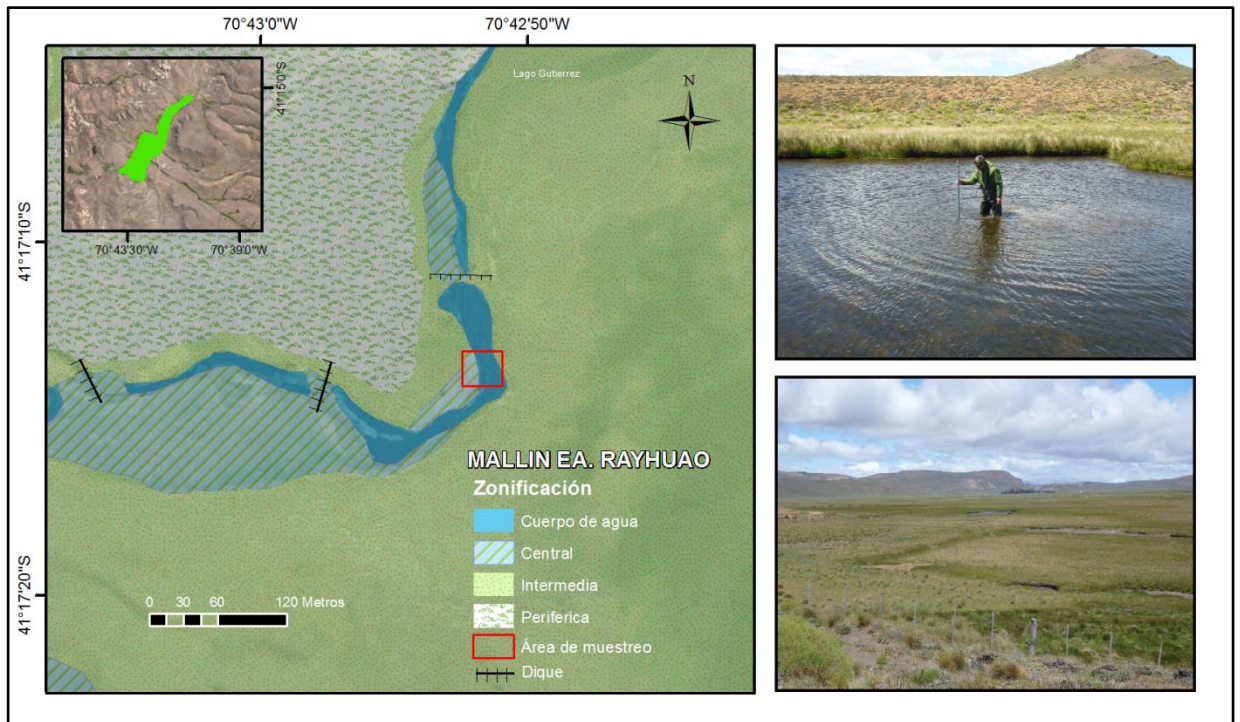 70°43'0"W
70°42'50"W
Lago Gutierrez
N
41°15'0"S
70°43'30"W
70°39'0"W
41°17'10"S
41°17'20"S
MALLIN EA. RAYHUAO
Zonificación
Cuerpo de agua
Central
Intermedia
Periferica
Área de muestreo
Dique
0 30 60 120 Metros